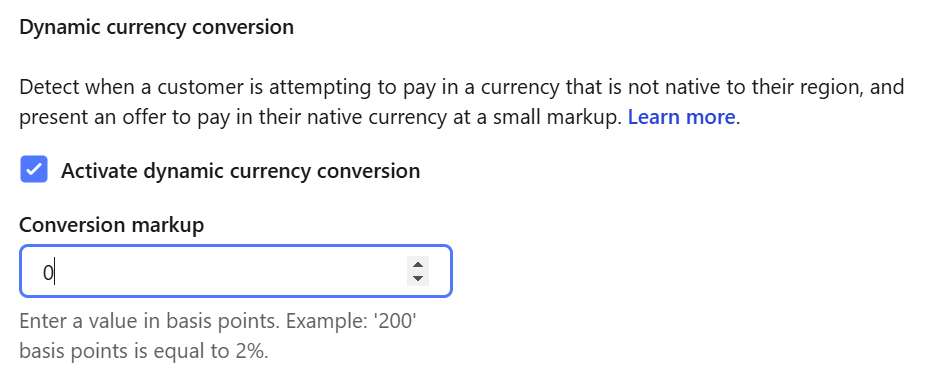 Dynamic currency conversion
Detect when a customer is attempting to pay in a currency that is not native to their region, and
present an offer to pay in their native currency at a small markup. Learn more.
Activate dynamic currency conversion
Conversion markup
0
Enter a value in basis points. Example: '200'
basis points is equal to 2%.